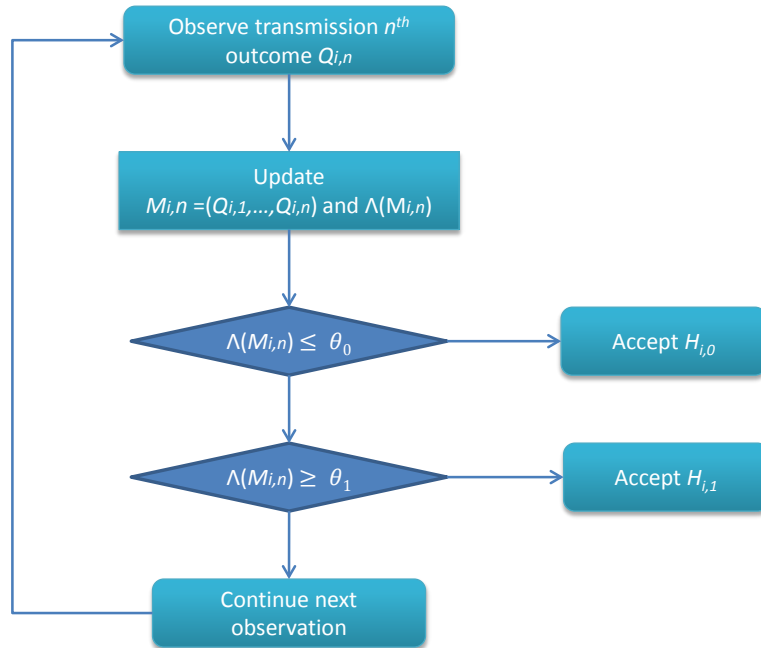 Observe transmission nth
outcome Qi,n
Update
Mi,n =(Qi,1,...,Qi,n) and Λ(Mi,n)
Λ(Mi,n) ≤ θ0
Accept Hi,0
Λ(Mi,n) ≥ θ1
Accept Hi,1
Continue next
observation